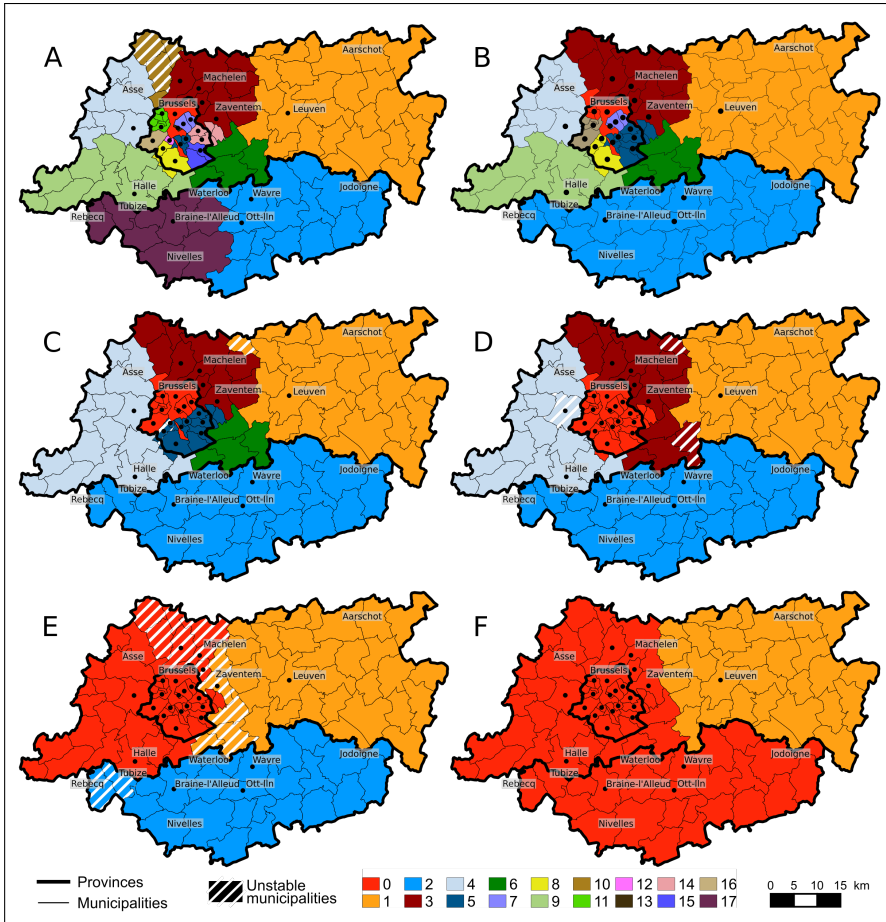 A
Aarschot
Machelen
Asse
Brussels
Zaventem
Leuven
Halle
Waterloo
Wavre
Jodoigne
Rebecq
Tubize
Braine-l'Alleud
Ott-lln
Nivelles
B
Aarschot
Machelen
Asse
Brussels
Zaventem
Leuven
Halle
Waterloo
Wavre
Jodoigne
Rebecq
Tubize
Braine-l'Alleud
Ott-lln
Nivelles
C
Aarschot
Machelen
Asse
Brussels
Zaventem
Leuven
Halle
Waterloo
Wavre
Jodoigne
Rebecq
Tubize
Braine-l'Alleud
Ott-lln
Nivelles
D
Aarschot
Machelen
Asse
Brussels
Zaventem
Leuven
Halle
Waterloo
Wavre
Jodoigne
Rebecq
Tubize
Braine-l'Alleud
Ott-lln
Nivelles
E
Aarschot
Machelen
Asse
Brussels
Zaventem
Leuven
Halle
Waterloo
Wavre
Jodoigne
Rebecq
Tubize
Braine-l'Alleud
Ott-lln
Nivelles
F
Aarschot
Machelen
Asse
Brussels
Zaventem
Leuven
Halle
Waterloo
Wavre
Jodoigne
Rebecq
Tubize
Braine-l'Alleud
Ott-lln
Nivelles
Provinces
Municipalities
Unstable
municipalities
0 2 4 6 8 10 12 14 16
1 3 5 7 9 11 13 15 17
0 5 10 15 km